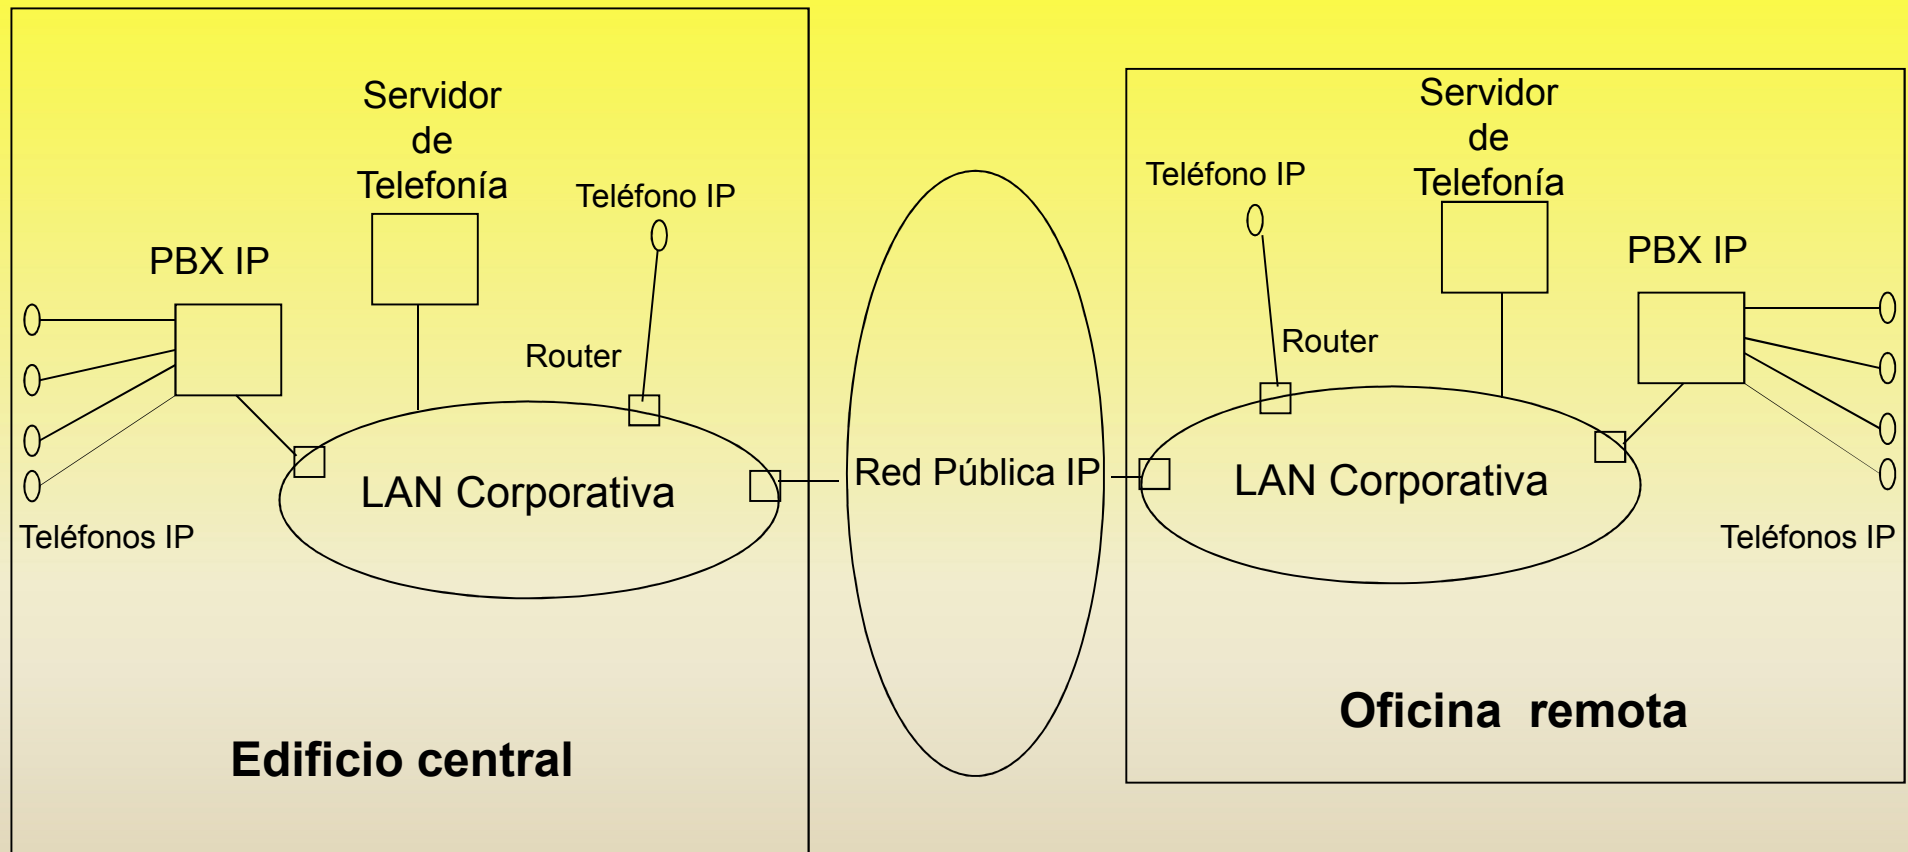 Servidor
de
Telefonía
Teléfono IP
PBX IP
Router
LAN Corporativa
Teléfonos IP
Edificio central
Red Pública IP
Servidor
de
Telefonía
Teléfono IP
PBX IP
Router
LAN Corporativa
Teléfonos IP
Oficina remota